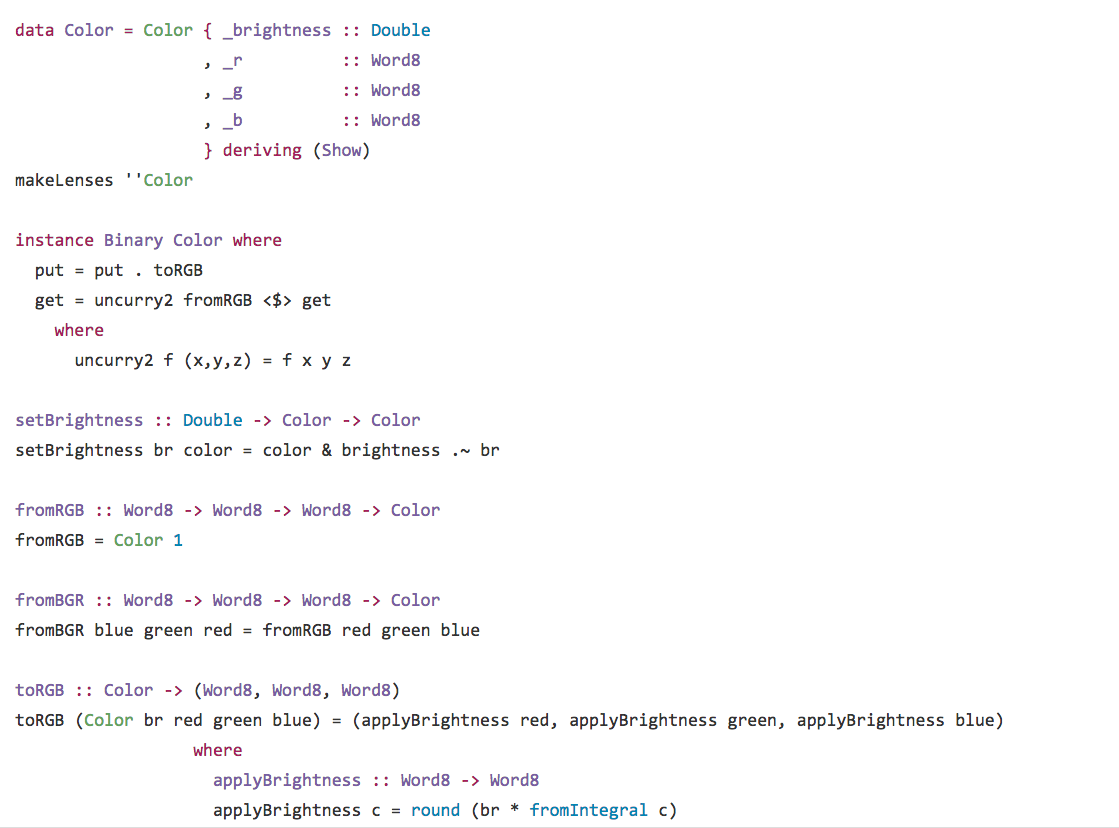 data Color = Color { _brightness :: Double
                   , _r          :: Word8
                   , _g          :: Word8
                   , _b          :: Word8
                   } deriving (Show)
makeLenses ''Color

instance Binary Color where
  put = put . toRGB
  get = uncurry2 fromRGB <$> get
    where
      uncurry2 f (x,y,z) = f x y z

setBrightness :: Double -> Color -> Color
setBrightness br color = color & brightness .~ br

fromRGB :: Word8 -> Word8 -> Word8 -> Color
fromRGB = Color 1

fromBGR :: Word8 -> Word8 -> Word8 -> Color
fromBGR blue green red = fromRGB red green blue

toRGB :: Color -> (Word8, Word8, Word8)
toRGB (Color br red green blue) = (applyBrightness red, applyBrightness green, applyBrightness blue)
                  where
                    applyBrightness :: Word8 -> Word8
                    applyBrightness c = round (br * fromIntegral c)